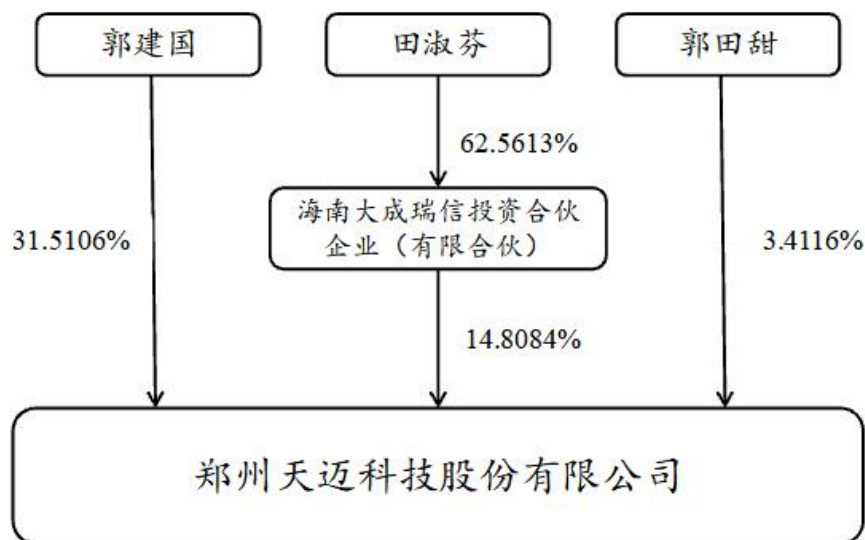 郭建国
田淑芬
郭田甜
62.5613%
海南大成瑞信投资合伙
企业（有限合伙）
31.5106%
3.4116%
14.8084%
郑州天迈科技股份有限公司